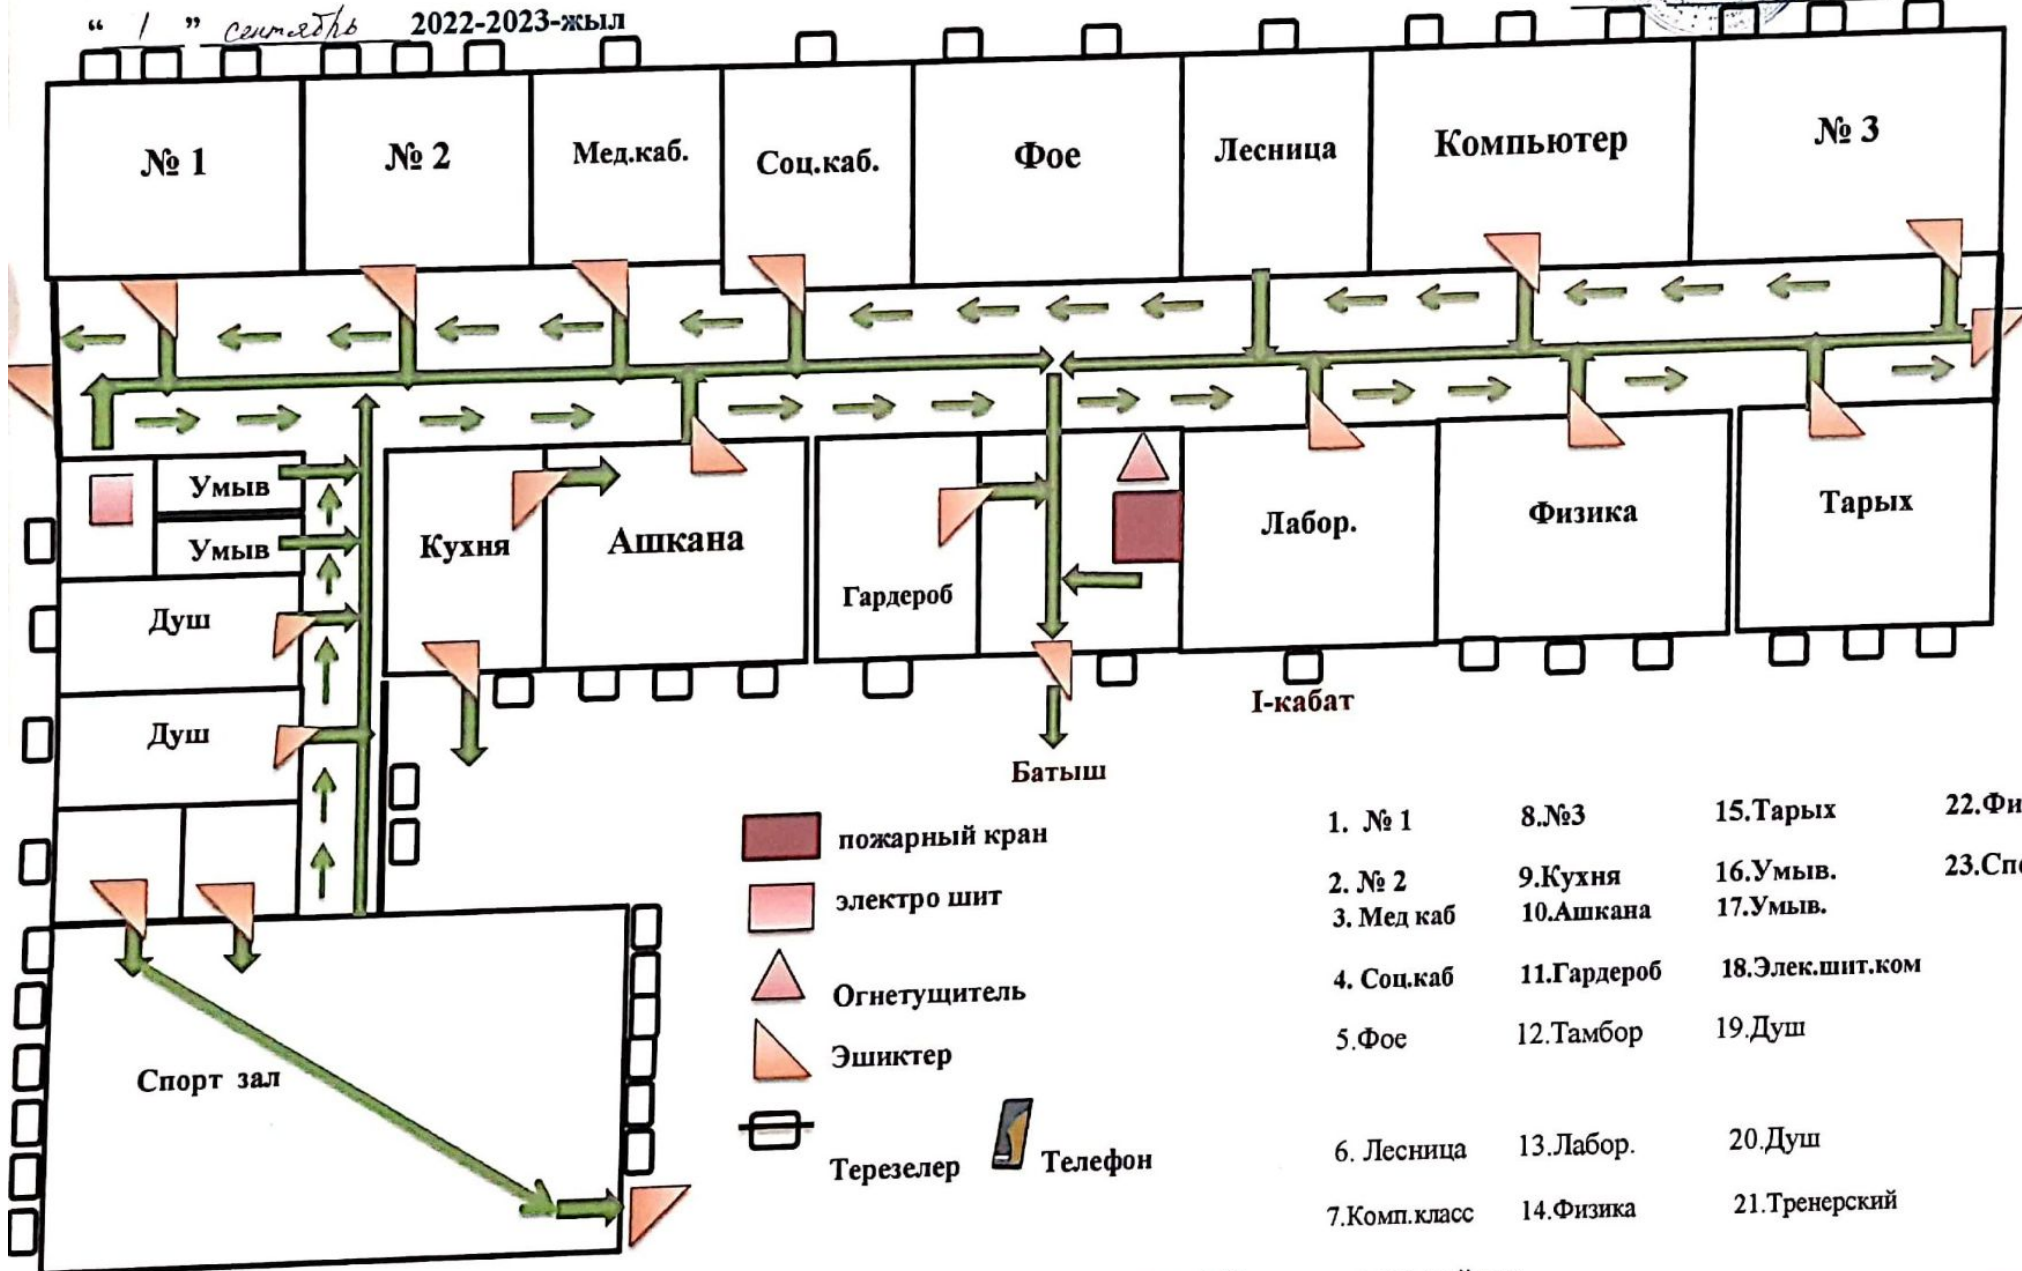 “ 1 ” сентябрь 2022-2023-жыл
№ 1
№ 2
Мед.каб.
Соц.каб.
Фое
Лесница
Компьютер
№ 3
Умыв
Умыв
Душ
Душ
Кухня
Ашкана
Гардероб
Лабор.
Физика
Тарых
I-кабат
Батыш
Спорт зал
пожарный кран
электро шит
Огнетущитель
Эшиктер
Терезелер
Телефон
1. № 1
2. № 2
3. Мед каб
4. Соц.каб
5.Фое
6. Лесница
7.Комп.класс
8.№3
9.Кухня
10.Ашкана
11.Гардероб
12.Тамбор
13.Лабор.
14.Физика
15.Тарых
16.Умыв.
17.Умыв.
18.Элек.шит.ком
19.Душ
20.Душ
21.Тренерский
22.Фи
23.Спо